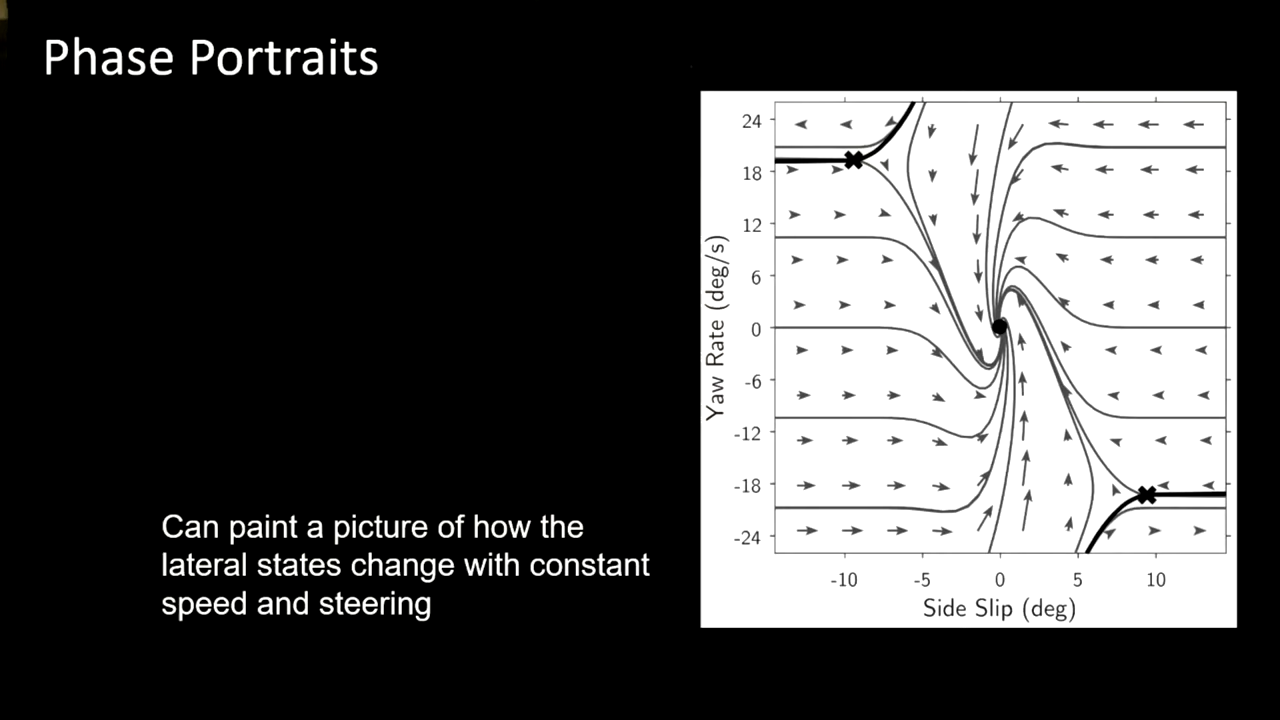 Phase Portraits
Can paint a picture of how the
lateral states change with constant
speed and steering
Yaw Rate (deg/s)
24
18
12
6
0
-6
-12
-18
-24
-10 -5 0 5 10
Side Slip (deg)